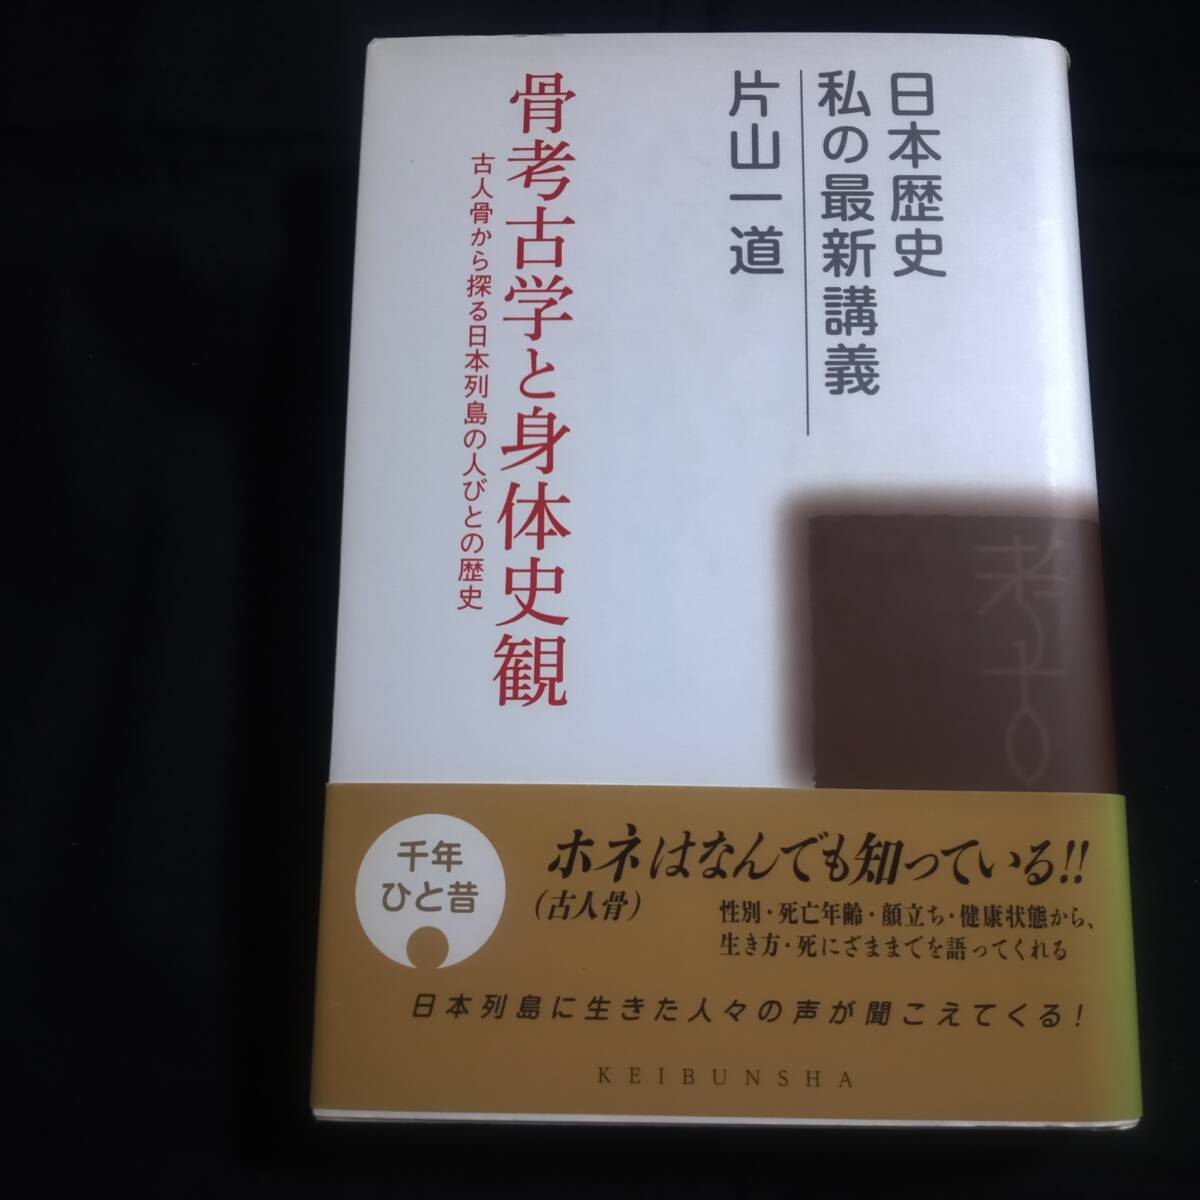 日本歴史
私の最新講義
片山一道
骨考古学と身体史観
古人骨から探る日本列島の人びとの歴史
考古
千年
ひと昔
ホネはなんでも知っている!!
(古人骨)
性別・死亡年齢・顔立ち・健康状態から、
生き方・死にざままでを語ってくれる
日本列島に生きた人々の声が聞こえてくる!
KEIBUNSHA